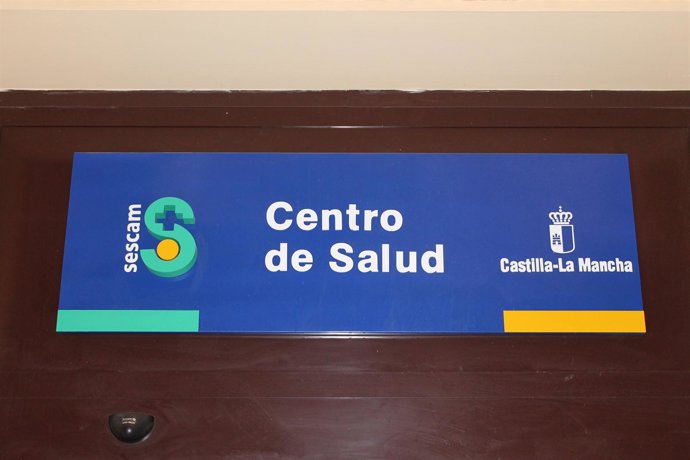 sescam
Centro
de Salud
Castilla-La Mancha